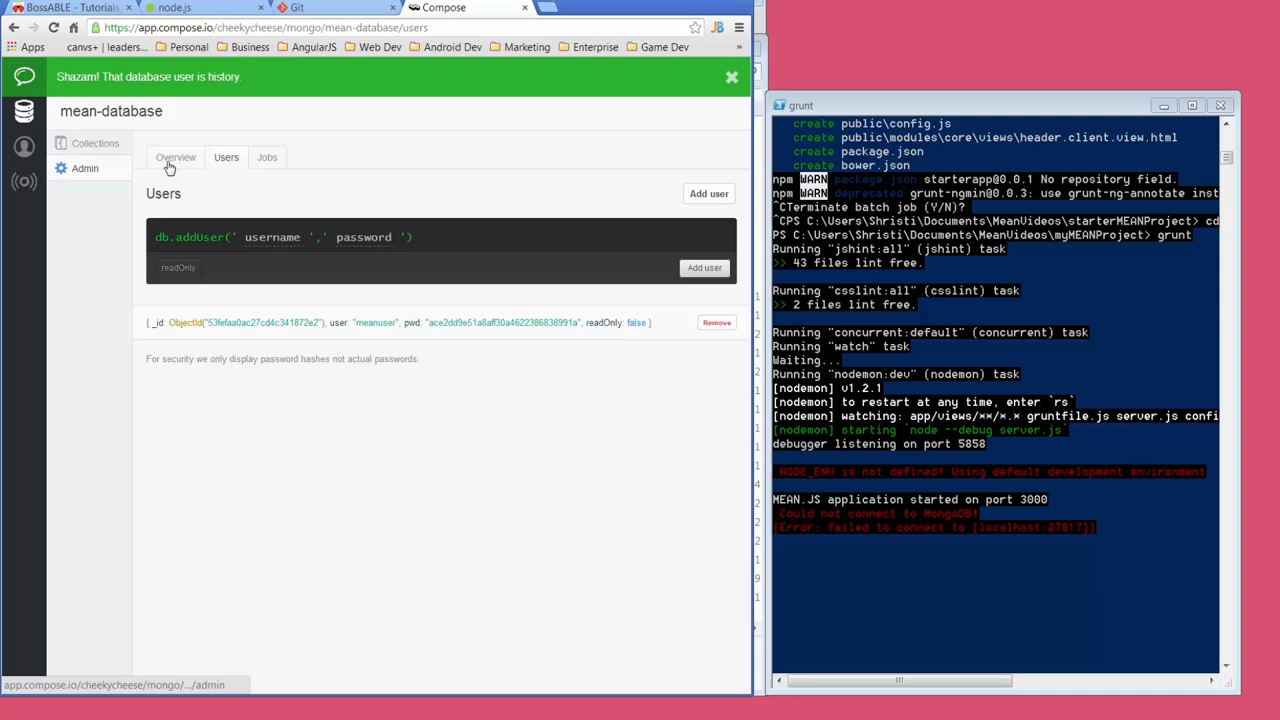 BossABLE - Tutorials,
node.js
Git
Compose
https://app.compose.io/cheekycheese/mongo/mean-database/users
Apps
canvs+ | leaders...
Personal
Business
AngularJS
Web Dev
Android Dev
Marketing
Enterprise
Game Dev
»
Shazam! That database user is history.
mean-database
Collections
Admin
Overview
Users
Jobs
Users
Add user
db.addUser(' username ',' password ')
readOnly
Add user
{ _id: ObjectId("53fefaa0ac27cd4c341872e2"), user: "meanuser", pwd: "ace2dd9e51a8aff30a4622386838991a", readOnly: false }
Remove
For security we only display password hashes not actual passwords.
app.compose.io/cheekycheese/mongo/.../admin
grunt
create public\config.js
create public\modules\core\views\header.client.view.html
create package.json
create bower.json
npm WARN package.json starterapp@0.0.1 No repository field.
npm WARN deprecated grunt-ngmin@0.0.3: use grunt-ng-annotate inst
^CTerminate batch job (Y/N)?
^CPS C:\Users\Shristi\Documents\MeanVideos\starterMEANProject> cd
PS C:\Users\Shristi\Documents\MeanVideos\myMEANProject> grunt
Running "jshint:all" (jshint) task
>> 43 files lint free.
Running "csslint:all" (csslint) task
>> 2 files lint free.
Running "concurrent:default" (concurrent) task
Running "watch" task
Waiting...
Running "nodemon:dev" (nodemon) task
[nodemon] v1.2.1
[nodemon] to restart at any time, enter `rs`
[nodemon] watching: app/views/**/*.* gruntfile.js server.js confi
[nodemon] starting `node --debug server.js`
debugger listening on port 5858
NODE_ENV is not defined! Using default development environment
MEAN.JS application started on port 3000
Could not connect to MongoDB!
[Error: failed to connect to [localhost:27017]]